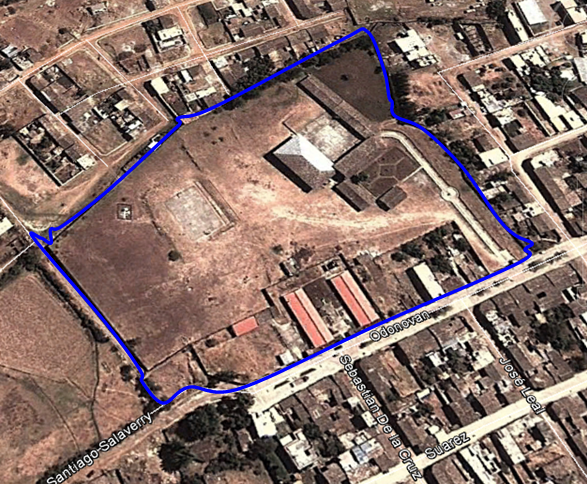 Odonovan
José Leal
Sebastián De la Cruz
Suarez
Santiago-Salaverry